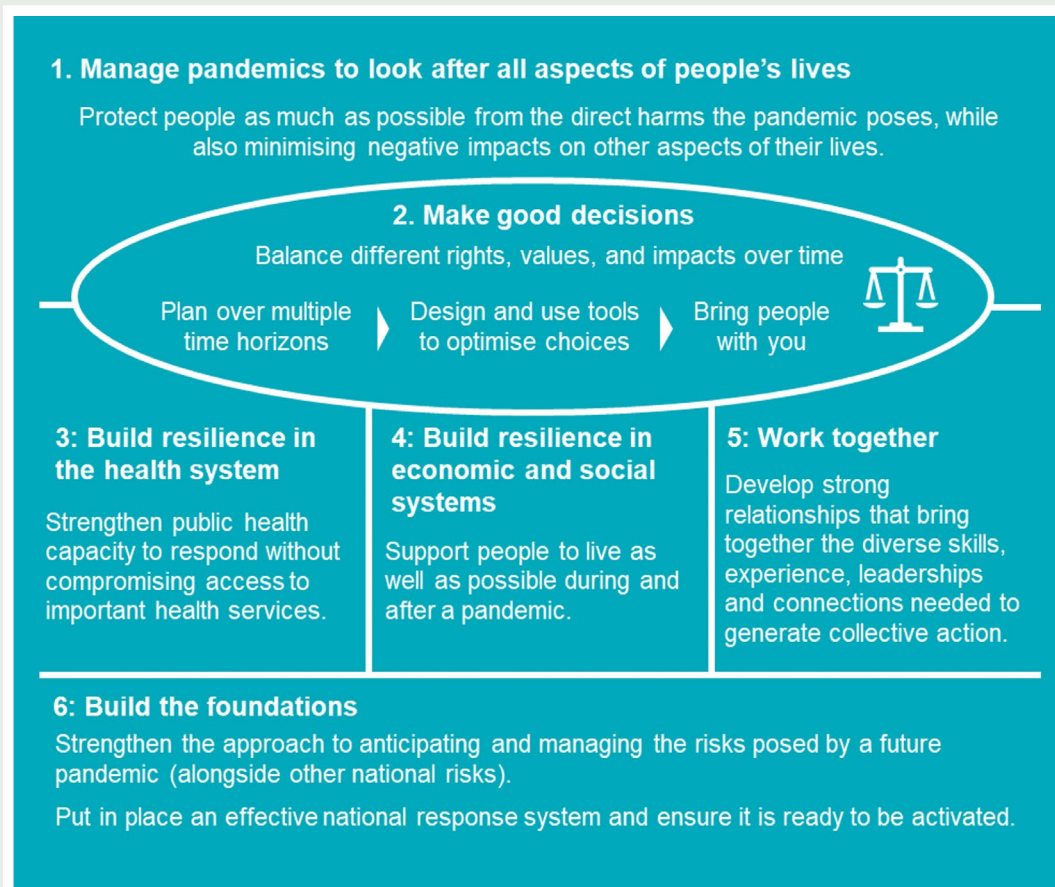 1. Manage pandemics to look after all aspects of people’s lives
Protect people as much as possible from the direct harms the pandemic poses, while
also minimising negative impacts on other aspects of their lives.
2. Make good decisions
Balance different rights, values, and impacts over time
Plan over multiple
time horizons
Design and use tools
to optimise choices
Bring people
with you
3: Build resilience in
the health system
Strengthen public health
capacity to respond without
compromising access to
important health services.
4: Build resilience in
economic and social
systems
Support people to live as
well as possible during and
after a pandemic.
5: Work together
Develop strong
relationships that bring
together the diverse skills,
experience, leaderships
and connections needed to
generate collective action.
6: Build the foundations
Strengthen the approach to anticipating and managing the risks posed by a future
pandemic (alongside other national risks).
Put in place an effective national response system and ensure it is ready to be activated.